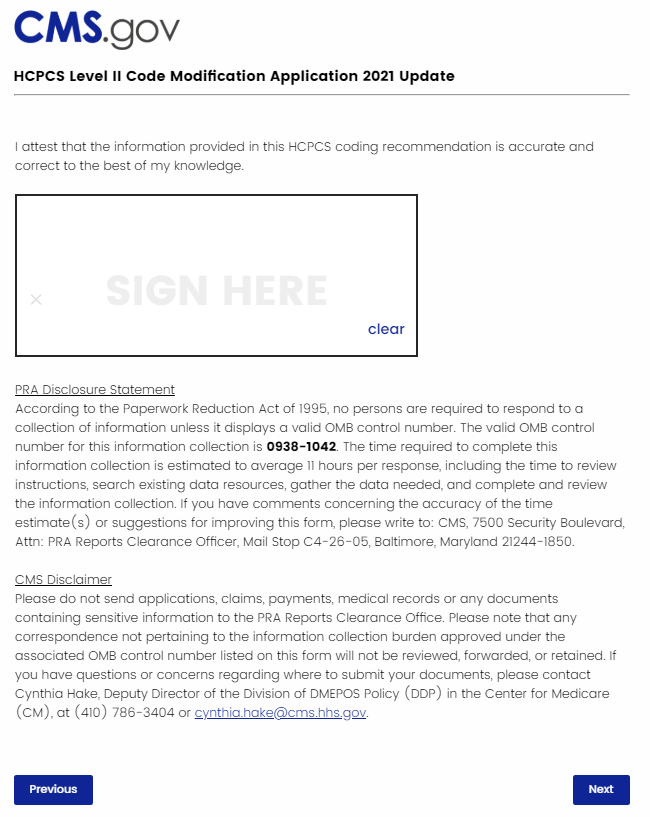 CMS.gov
HCPCS Level II Code Modification Application 2021 Update
I attest that the information provided in this HCPCS coding recommendation is accurate and
correct to the best of my knowledge.
SIGN HERE
×
clear
PRA Disclosure Statement
According to the Paperwork Reduction Act of 1995, no persons are required to respond to a
collection of information unless it displays a valid OMB control number. The valid OMB control
number for this information collection is 0938-1042. The time required to complete this
information collection is estimated to average 11 hours per response, including the time to review
instructions, search existing data resources, gather the data needed, and complete and review
the information collection. If you have comments concerning the accuracy of the time
estimate(s) or suggestions for improving this form, please write to: CMS, 7500 Security Boulevard,
Attn: PRA Reports Clearance Officer, Mail Stop C4-26-05, Baltimore, Maryland 21244-1850.
CMS Disclaimer
Please do not send applications, claims, payments, medical records or any documents
containing sensitive information to the PRA Reports Clearance Office. Please note that any
correspondence not pertaining to the information collection burden approved under the
associated OMB control number listed on this form will not be reviewed, forwarded, or retained. If
you have questions or concerns regarding where to submit your documents, please contact
Cynthia Hake, Deputy Director of the Division of DMEPOS Policy (DDP) in the Center for Medicare
(CM), at (410) 786-3404 or cynthia.hake@cms.hhs.gov.
Previous
Next